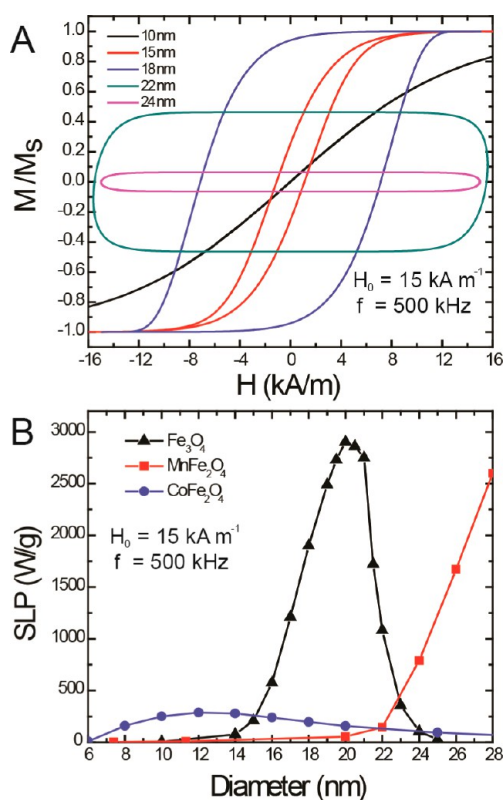 A
10nm
15nm
18nm
22nm
24nm
M/M_S
1.0
0.8
0.6
0.4
0.2
0.0
-0.2
-0.4
-0.6
-0.8
-1.0
H₀ = 15 kA m⁻¹
f = 500 kHz
-16 -12 -8 -4 0 4 8 12 16
H (kA/m)
B
Fe₃O₄
MnFe₂O₄
CoFe₂O₄
H₀ = 15 kA m⁻¹
f = 500 kHz
SLP (W/g)
3000
2500
2000
1500
1000
500
250
0
6 8 10 12 14 16 18 20 22 24 26 28
Diameter (nm)